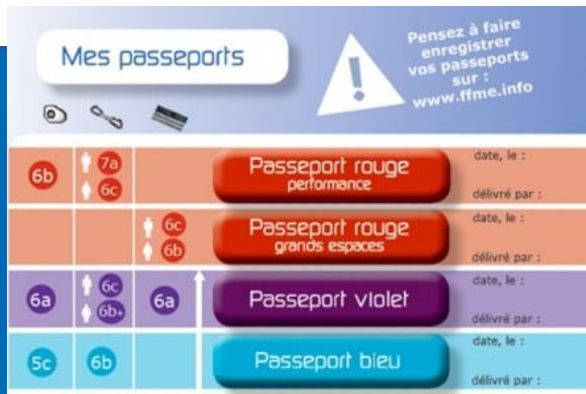 Mes passeports
Pensez à faire
enregistrer
vos passeports
sur :
www.ffme.info
6b
7a
6c
Passeport rouge
performance
date, le :
délivré par :
6c
6b
Passeport rouge
grands espaces
date, le :
délivré par :
6a
6c
6b+
6a
Passeport violet
date, le :
délivré par :
5c
6b
Passeport bleu
date, le :
délivré par :